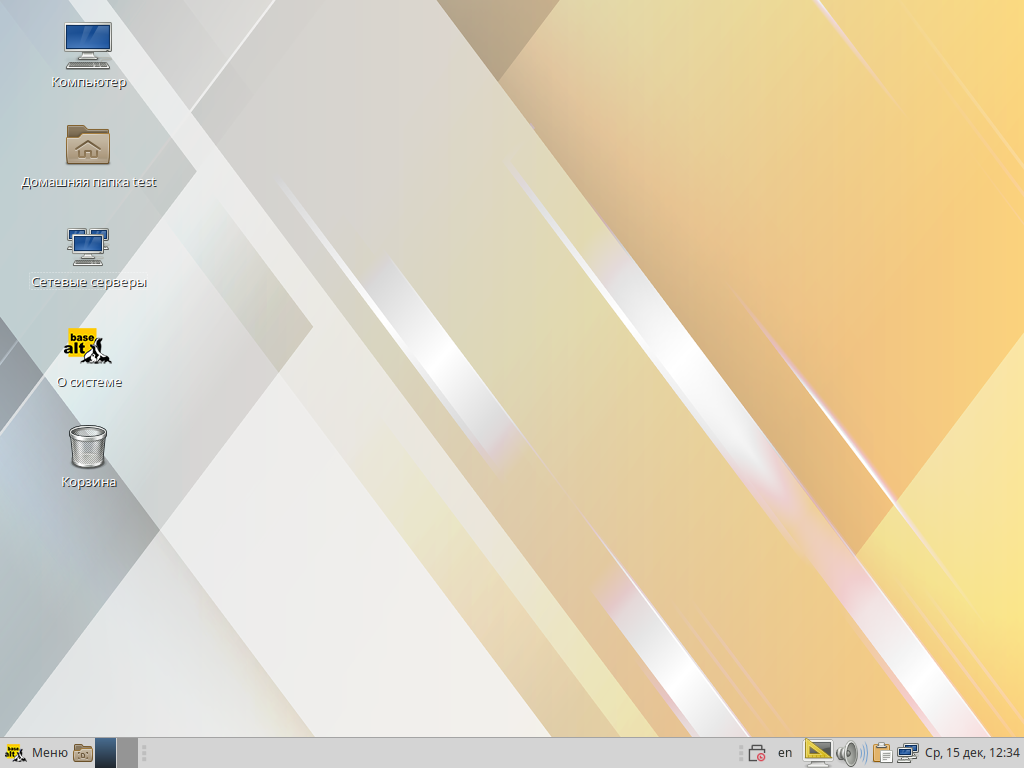 Компьютер
Домашняя папка test
Сетевые серверы
base
alt
О системе
Корзина
base
alt
Меню
en
Ср, 15 дек, 12:34